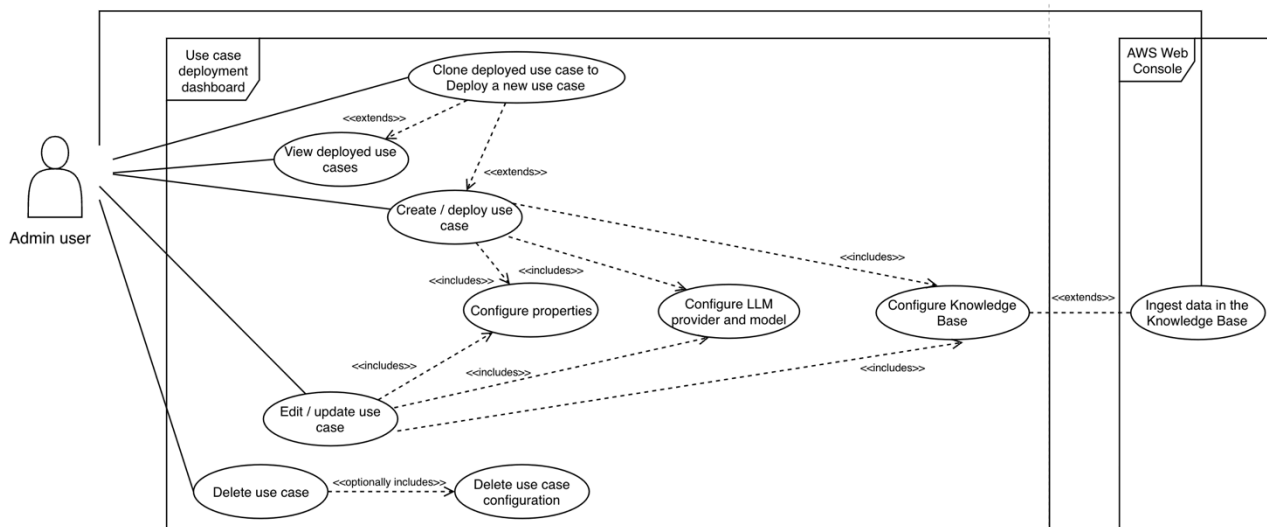 Use case
deployment
dashboard
Clone deployed use case to
Deploy a new use case
AWS Web
Console
<<extends>>
View deployed use
cases
<<extends>>
Admin user
Create / deploy use
case
<<includes>>
<<includes>>
<<includes>>
Configure properties
Configure LLM
provider and model
Configure Knowledge
Base
<<extends>>
Ingest data in the
Knowledge Base
<<includes>>
<<includes>>
<<includes>>
Edit / update use
case
Delete use case
<<optionally includes>>
Delete use case
configuration